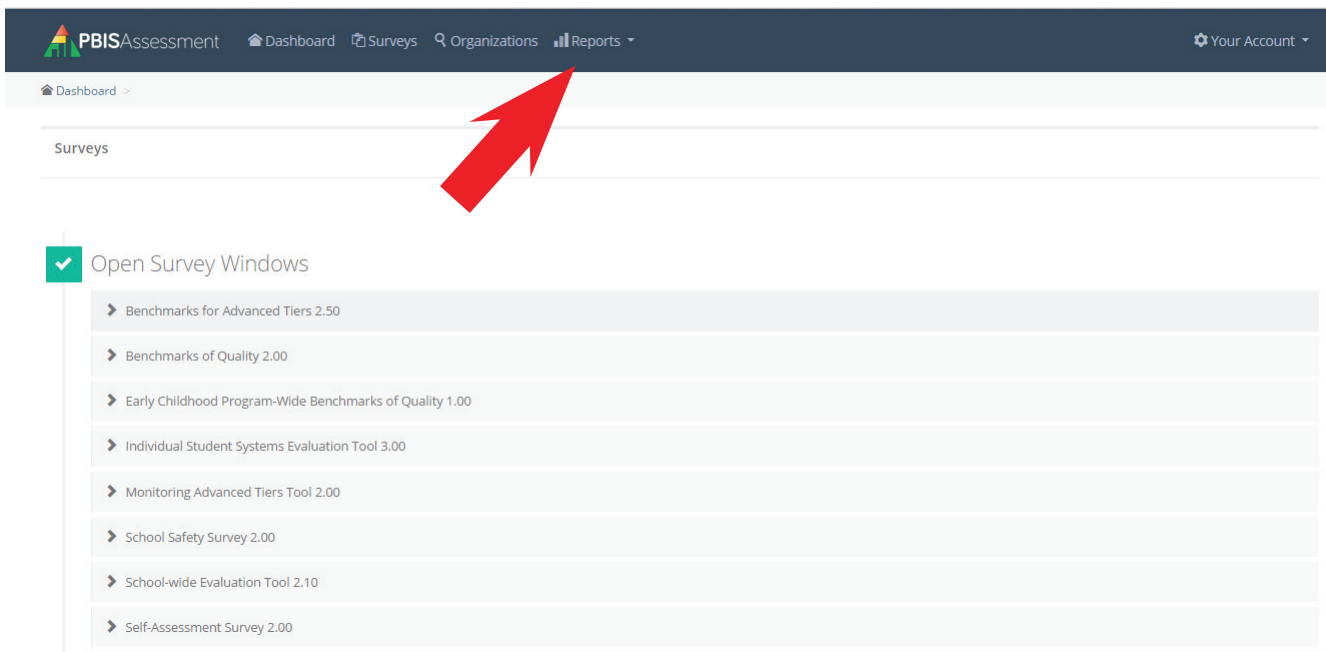 PBISAssessment Dashboard Surveys Organizations Reports Your Account
Dashboard >
Surveys
Open Survey Windows
Benchmarks for Advanced Tiers 2.50
Benchmarks of Quality 2.00
Early Childhood Program-Wide Benchmarks of Quality 1.00
Individual Student Systems Evaluation Tool 3.00
Monitoring Advanced Tiers Tool 2.00
School Safety Survey 2.00
School-wide Evaluation Tool 2.10
Self-Assessment Survey 2.00